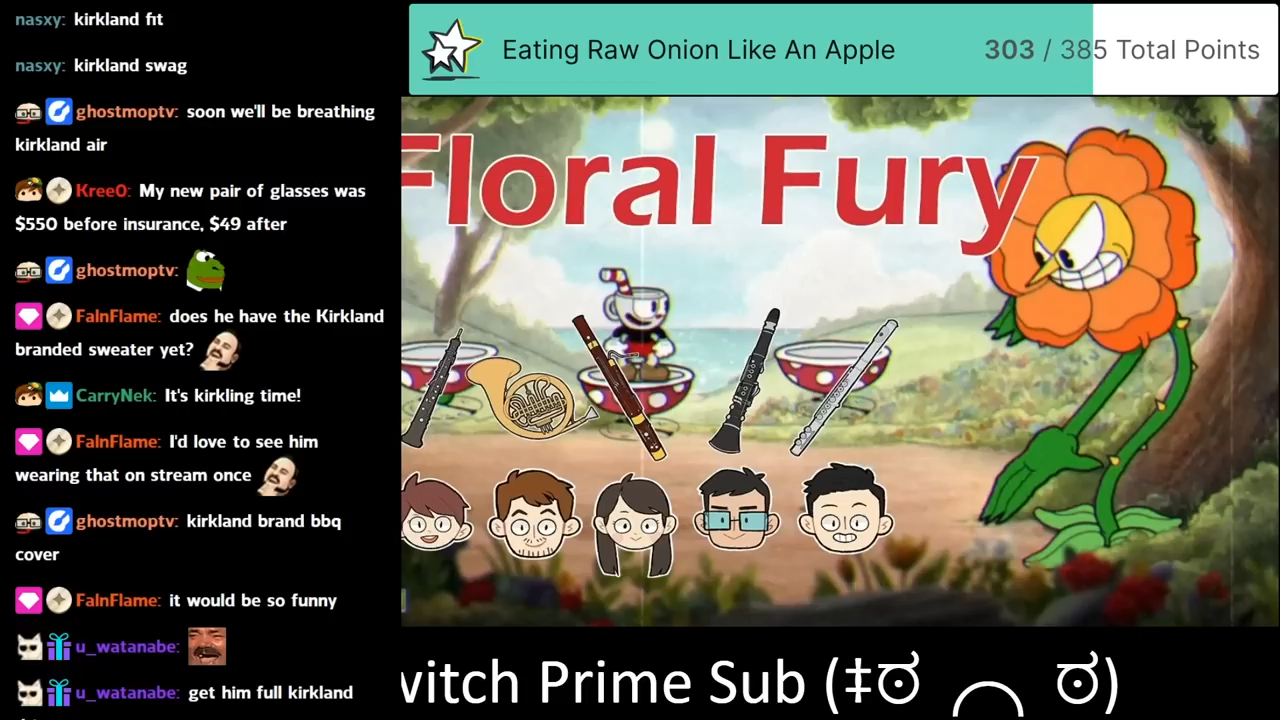 nasxy: kirkland fit
nasxy: kirkland swag
ghostmoptv: soon we'll be breathing
kirkland air
KreeO: My new pair of glasses was
$550 before insurance, $49 after
ghostmoptv:
FalnFlame: does he have the Kirkland
branded sweater yet?
CarryNek: It's kirkling time!
FalnFlame: I'd love to see him
wearing that on stream once
ghostmoptv: kirkland brand bbq
cover
FalnFlame: it would be so funny
u_watanabe:
u_watanabe: get him full kirkland
Eating Raw Onion Like An Apple
303 / 385 Total Points
Floral Fury
witch Prime Sub (‡ಠ ⁀ ಠ)